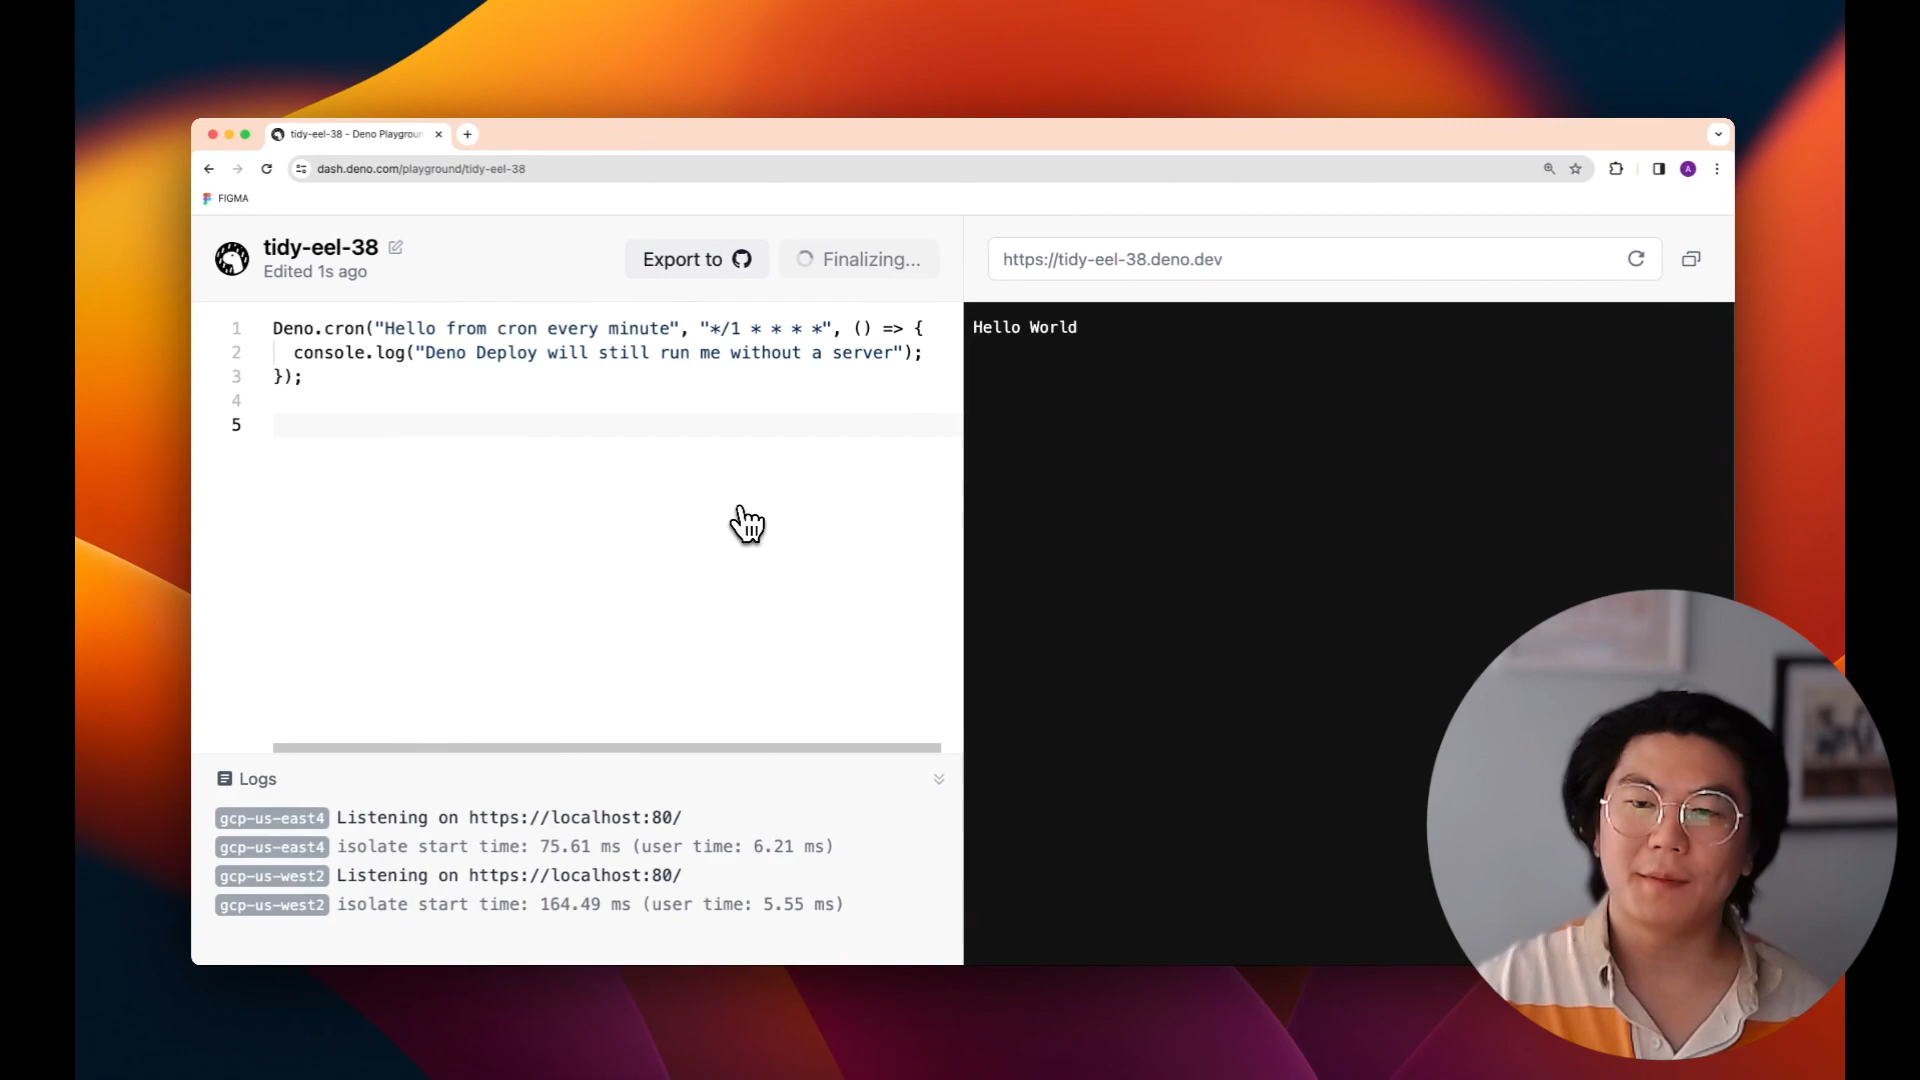 tidy-eel-38 - Deno Playgroun
dash.deno.com/playground/tidy-eel-38
A
FIGMA
tidy-eel-38
Edited 1s ago
Export to
Finalizing...
https://tidy-eel-38.deno.dev
1 Deno.cron("Hello from cron every minute", "*/1 * * * *", () => {
2 console.log("Deno Deploy will still run me without a server");
3 });
4
5
Hello World
Logs
gcp-us-east4 Listening on https://localhost:80/
gcp-us-east4 isolate start time: 75.61 ms (user time: 6.21 ms)
gcp-us-west2 Listening on https://localhost:80/
gcp-us-west2 isolate start time: 164.49 ms (user time: 5.55 ms)